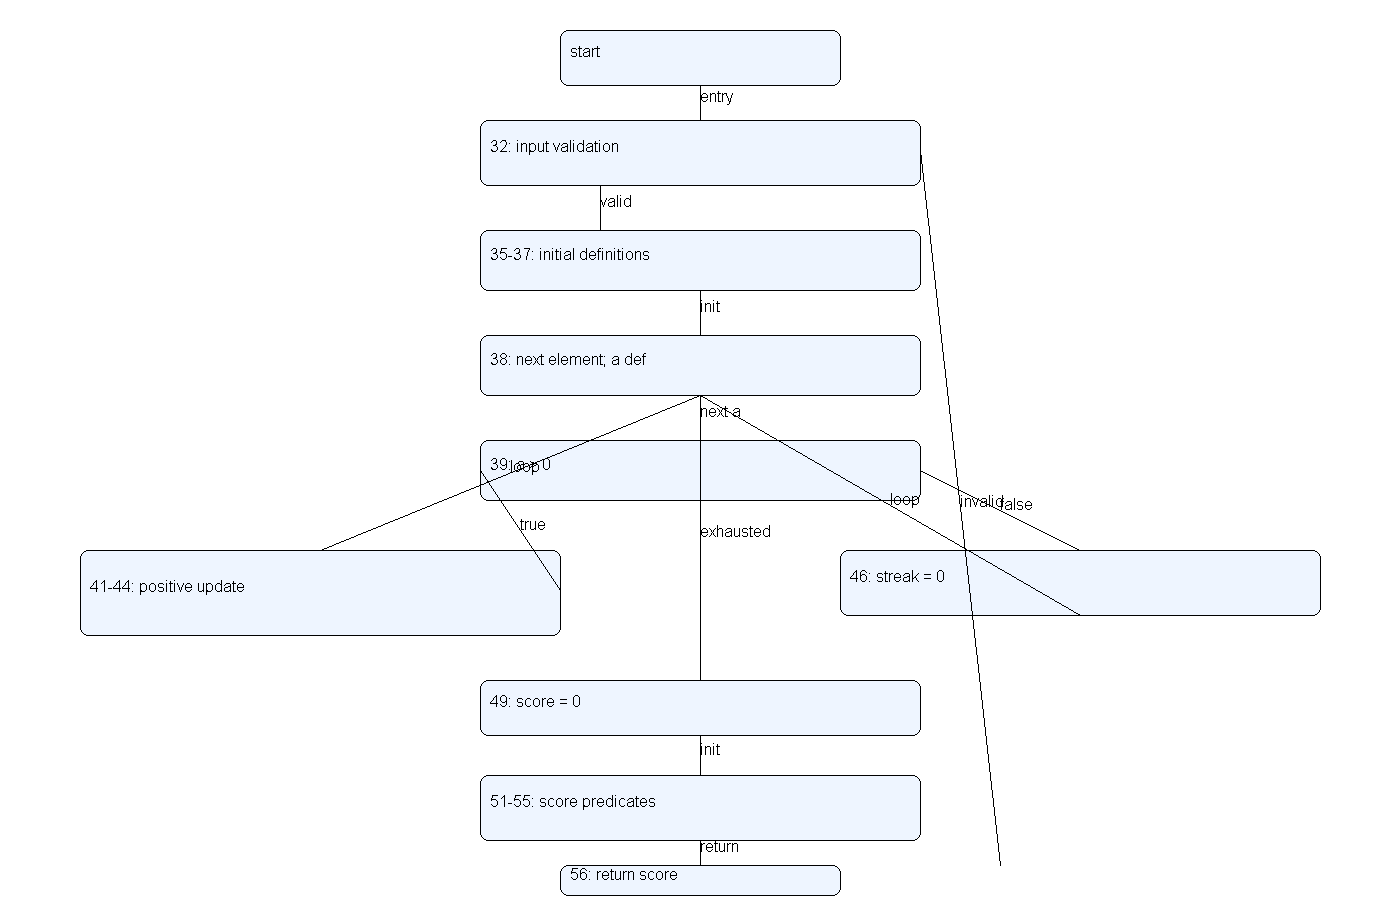 start
entry
32: input validation
valid
35-37: initial definitions
init
38: next element; a def
next a
39: a > 0
loop
loop
invalid
false
true
exhausted
41-44: positive update
46: streak = 0
49: score = 0
init
51-55: score predicates
return
56: return score